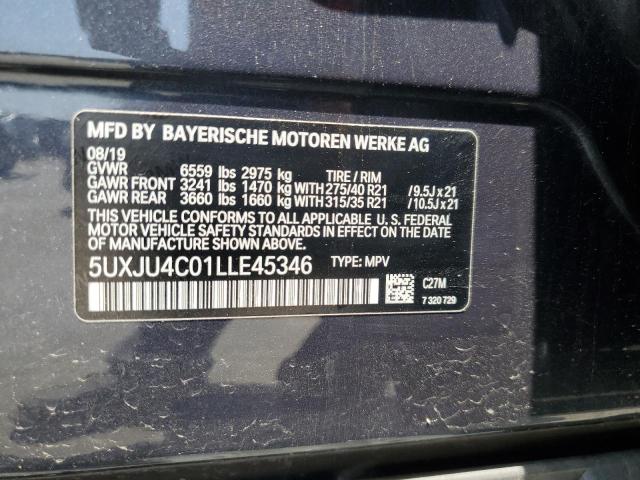 MFD BY BAYERISCHE MOTOREN WERKE AG
08/19
GVWR 6559 lbs 2975 kg TIRE / RIM
GAWR FRONT 3241 lbs 1470 kg WITH 275/40 R21 /9.5J x 21
GAWR REAR 3660 lbs 1660 kg WITH 315/35 R21 /10.5J x 21
THIS VEHICLE CONFORMS TO ALL APPLICABLE U. S. FEDERAL
MOTOR VEHICLE SAFETY STANDARDS IN EFFECT ON THE DATE
OF MANUFACTURE SHOWN ABOVE.
5UXJU4C01LLE45346 TYPE: MPV
C27M
7 320 729